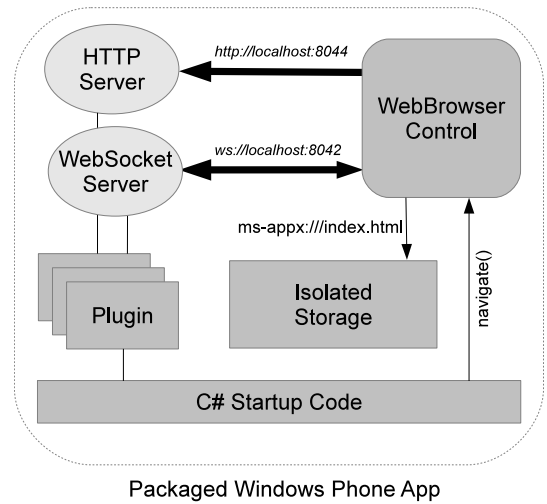 HTTP
Server
http://localhost:8044
WebBrowser
Control
WebSocket
Server
ws://localhost:8042
ms-appx:///index.html
navigate()
Plugin
Isolated
Storage
C# Startup Code
Packaged Windows Phone App